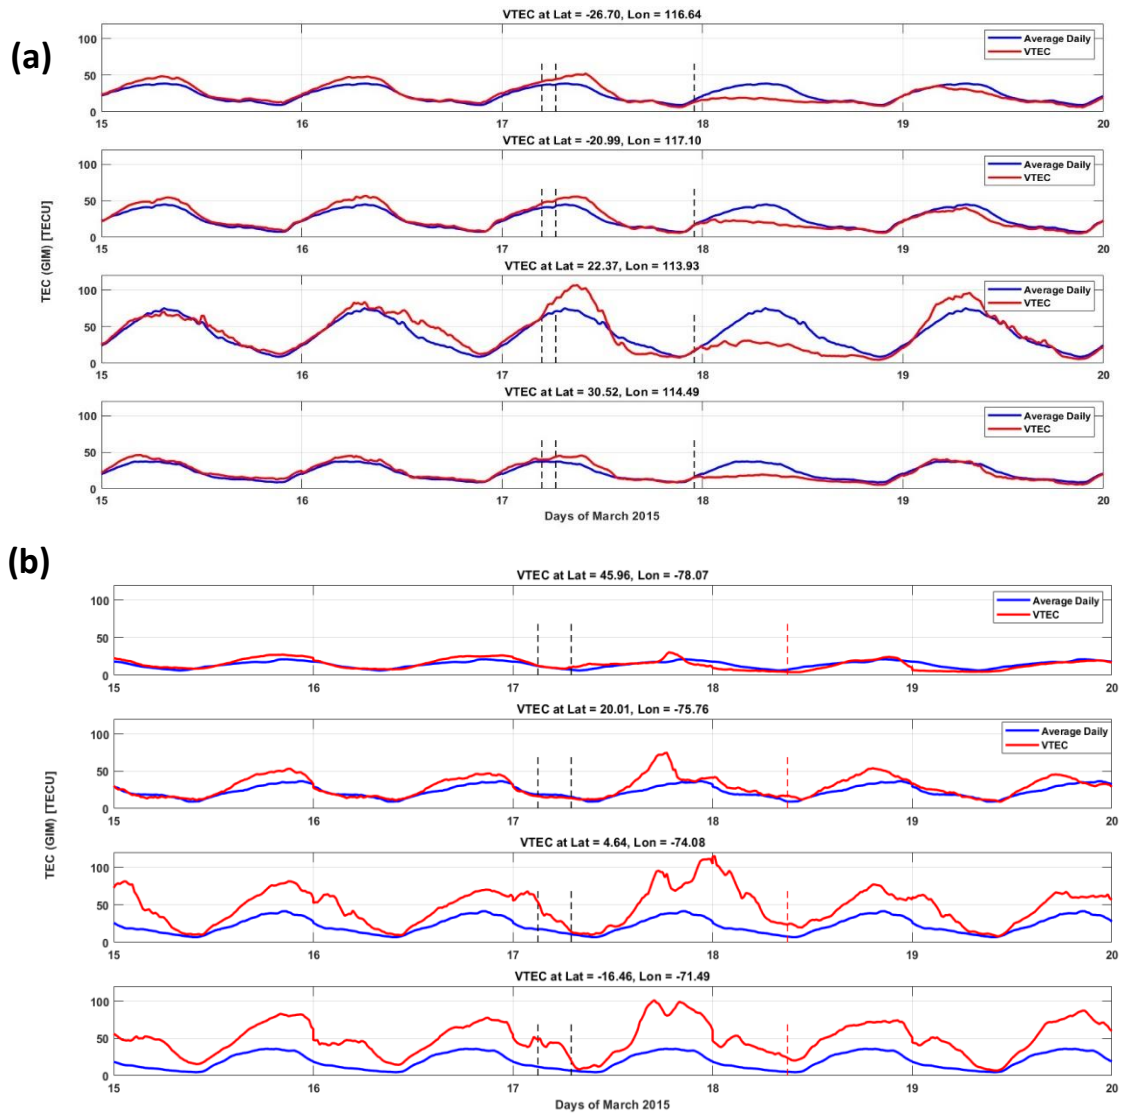 (a)
VTEC at Lat = -26.70, Lon = 116.64
Average Daily
VTEC
100
50
0
15 16 17 18 19 20
VTEC at Lat = -20.99, Lon = 117.10
Average Daily
VTEC
100
50
0
15 16 17 18 19 20
TEC (GIM) [TECU]
VTEC at Lat = 22.37, Lon = 113.93
Average Daily
VTEC
100
50
0
15 16 17 18 19 20
VTEC at Lat = 30.52, Lon = 114.49
Average Daily
VTEC
100
50
0
15 16 17 18 19 20
Days of March 2015
(b)
VTEC at Lat = 45.96, Lon = -78.07
Average Daily
VTEC
100
50
0
15 16 17 18 19 20
VTEC at Lat = 20.01, Lon = -75.76
Average Daily
VTEC
100
50
0
15 16 17 18 19 20
TEC (GIM) [TECU]
VTEC at Lat = 4.64, Lon = -74.08
100
50
0
15 16 17 18 19 20
VTEC at Lat = -16.46, Lon = -71.49
100
50
0
15 16 17 18 19 20
Days of March 2015